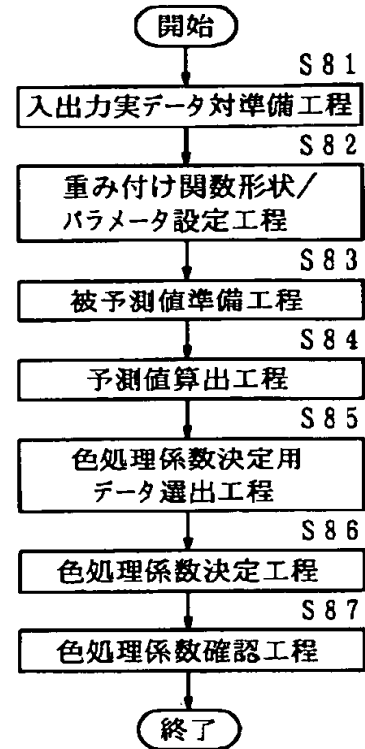 開始
S81
入出力実データ対準備工程
S82
重み付け関数形状/
パラメータ設定工程
S83
被予測値準備工程
S84
予測値算出工程
S85
色処理係数決定用
データ選出工程
S86
色処理係数決定工程
S87
色処理係数確認工程
終了